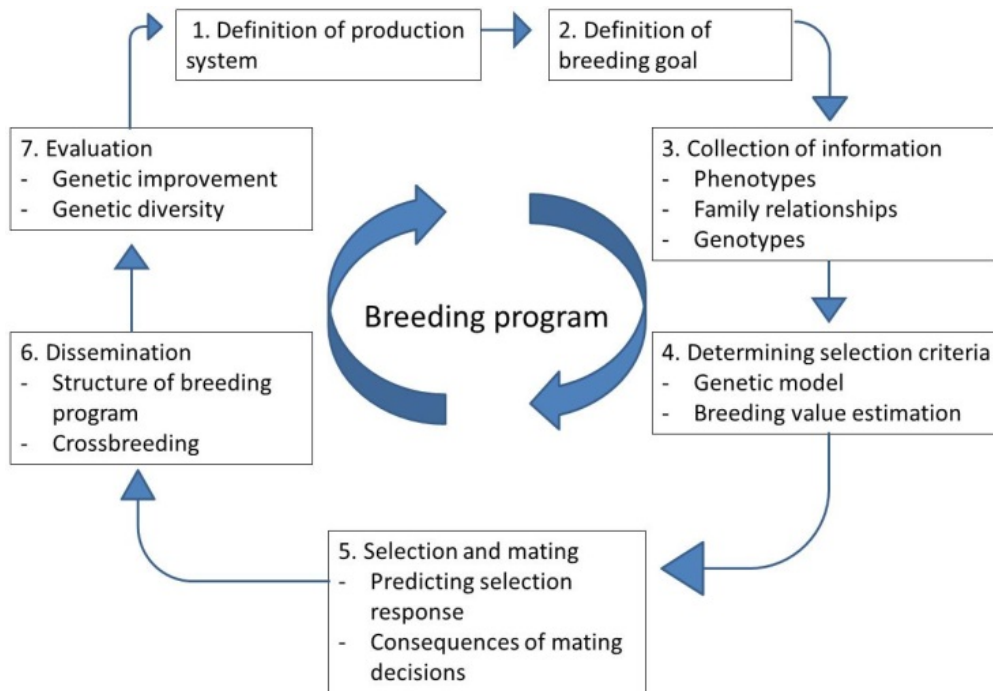 1. Definition of production
system
2. Definition of
breeding goal
3. Collection of information
- Phenotypes
- Family relationships
- Genotypes
4. Determining selection criteria
- Genetic model
- Breeding value estimation
5. Selection and mating
- Predicting selection
response
- Consequences of mating
decisions
6. Dissemination
- Structure of breeding
program
- Crossbreeding
7. Evaluation
- Genetic improvement
- Genetic diversity
Breeding program